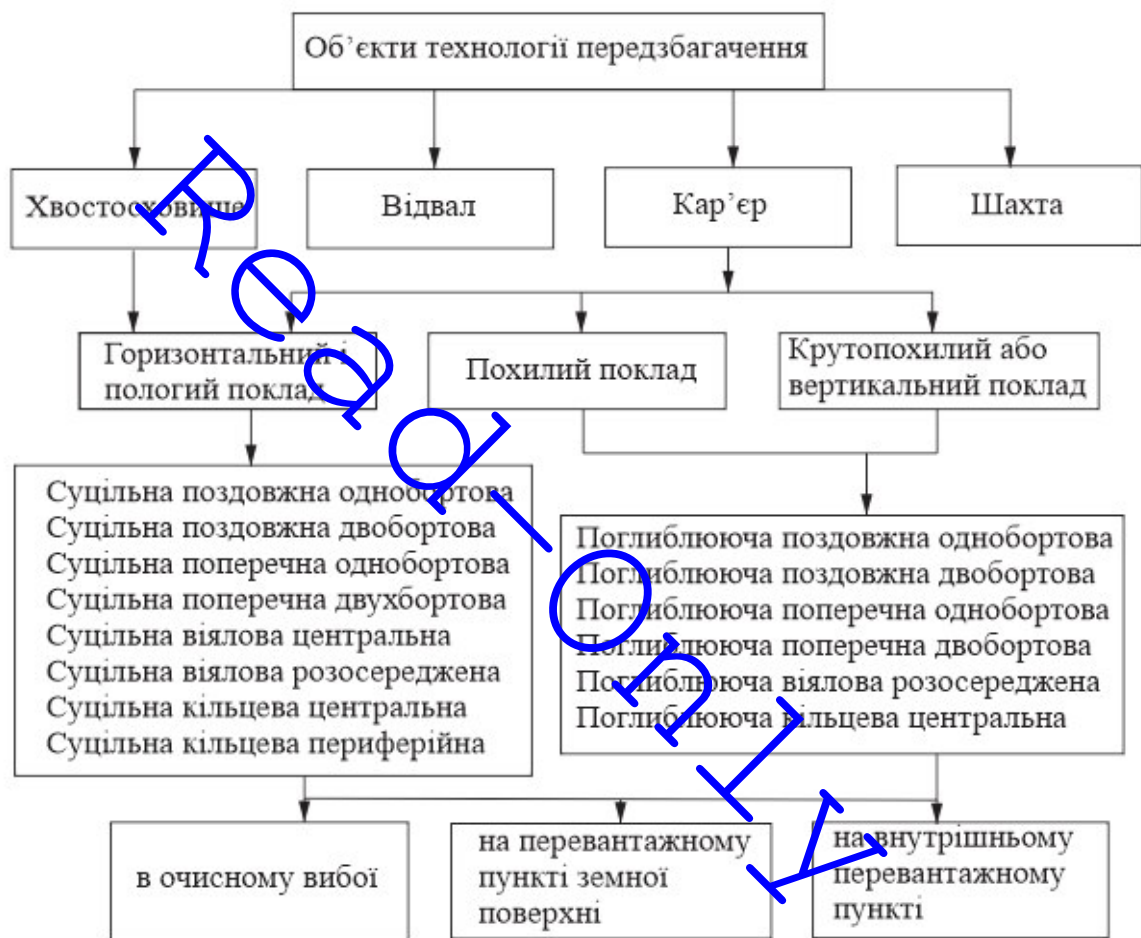 Об’єкти технології передзбагачення
Хвостосховище
Відвал
Кар’єр
Шахта
Горизонтальний і
пологий поклад
Похилий поклад
Крутопохилий або
вертикальний поклад
Суцільна поздовжна однобортова
Суцільна поздовжна двобортова
Суцільна поперечна однобортова
Суцільна поперечна двухбортова
Суцільна віялова центральна
Суцільна віялова розосереджена
Суцільна кільцева центральна
Суцільна кільцева периферійна
Поглиблююча поздовжна однобортова
Поглиблююча поздовжна двобортова
Поглиблююча поперечна однобортова
Поглиблююча поперечна двобортова
Поглиблююча віялова розосереджена
Поглиблююча кільцева центральна
в очисному вибої
на перевантажному
пункті земної
поверхні
на внутрішньому
перевантажному
пункті
Read Only